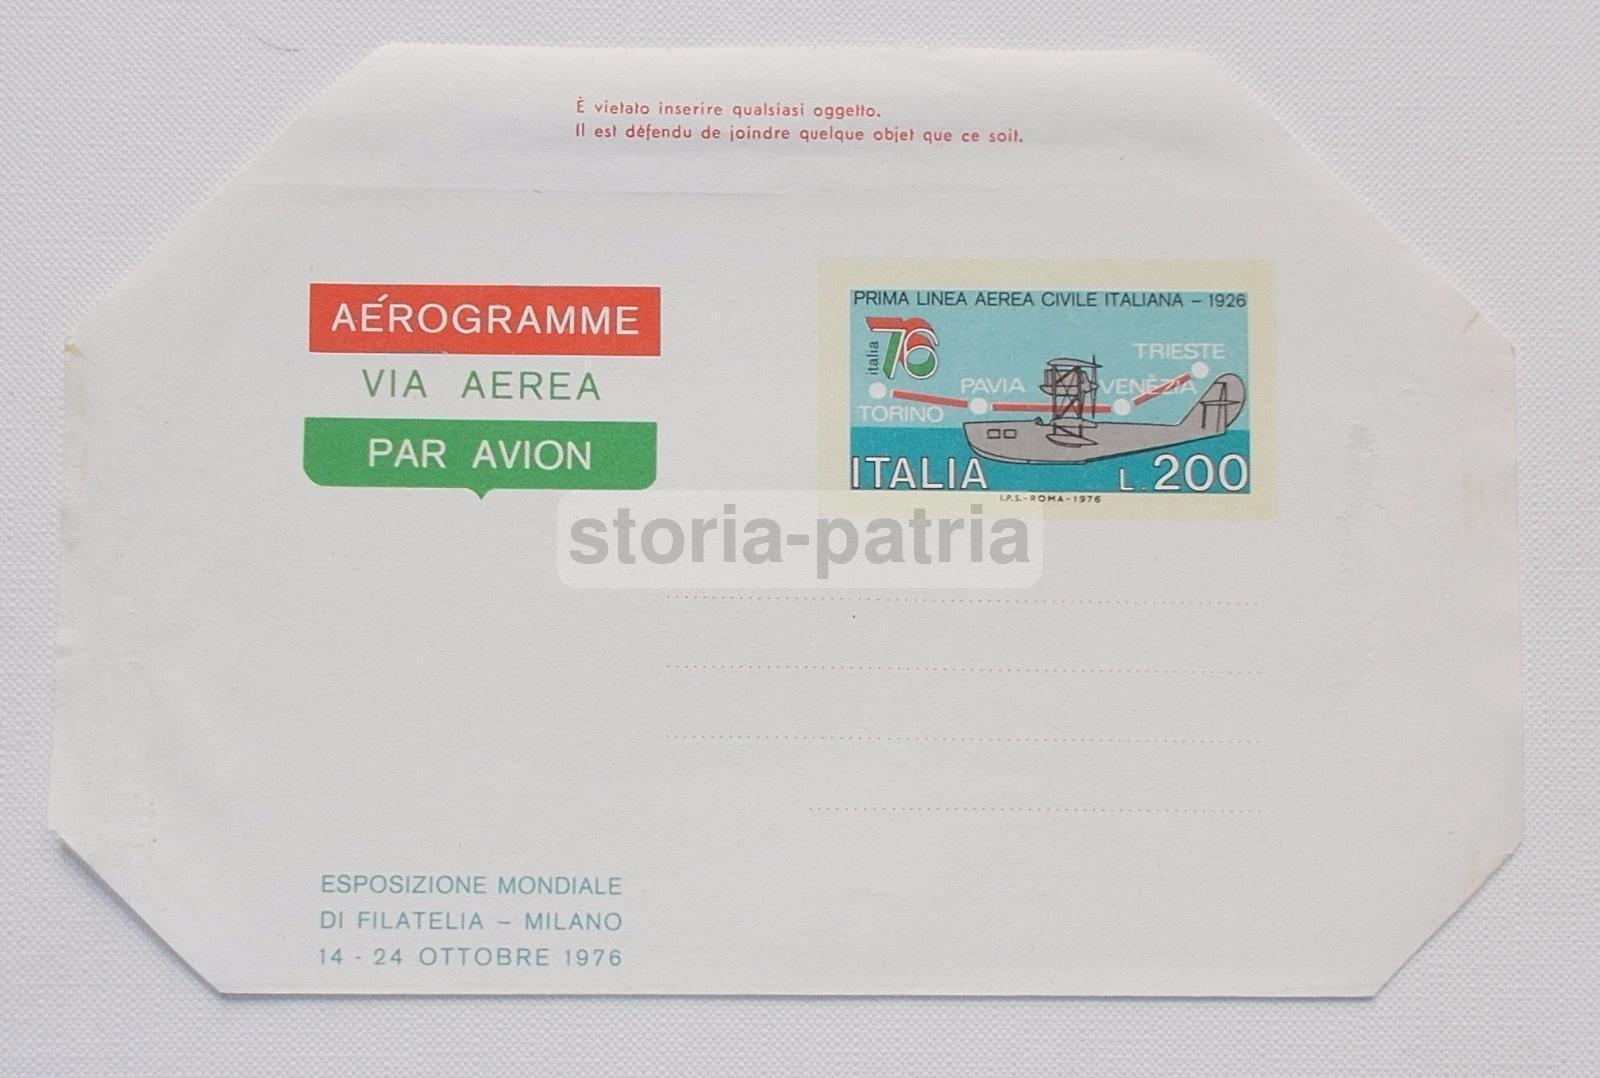 È vietato inserire qualsiasi oggetto.
Il est défendu de joindre quelque objet que ce soit.
AÉROGRAMME
VIA AEREA
PAR AVION
PRIMA LINEA AEREA CIVILE ITALIANA – 1926
italia 76
TRIESTE
PAVIA
VENEZIA
TORINO
ITALIA L. 200
I.P.S. - ROMA - 1976
storia-patria
ESPOSIZIONE MONDIALE
DI FILATELIA – MILANO
14 - 24 OTTOBRE 1976